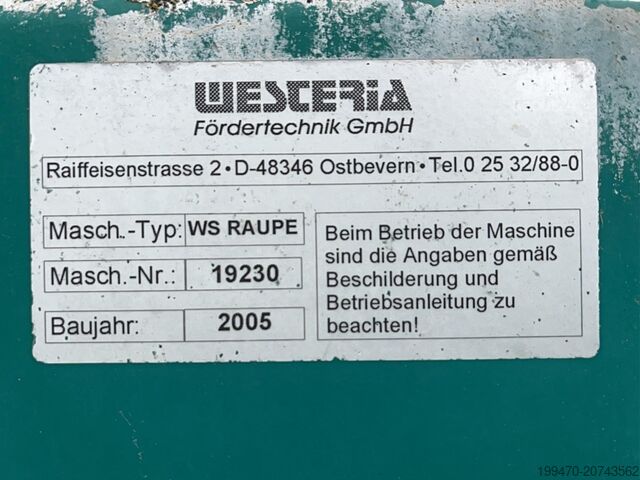 WESTERIA
Fördertechnik GmbH
Raiffeisenstrasse 2 • D-48346 Ostbevern • Tel.0 25 32/88-0
Masch.-Typ: WS RAUPE
Masch.-Nr.: 19230
Baujahr: 2005
Beim Betrieb der Maschine
sind die Angaben gemäß
Beschilderung und
Betriebsanleitung zu
beachten!
199470-20743562